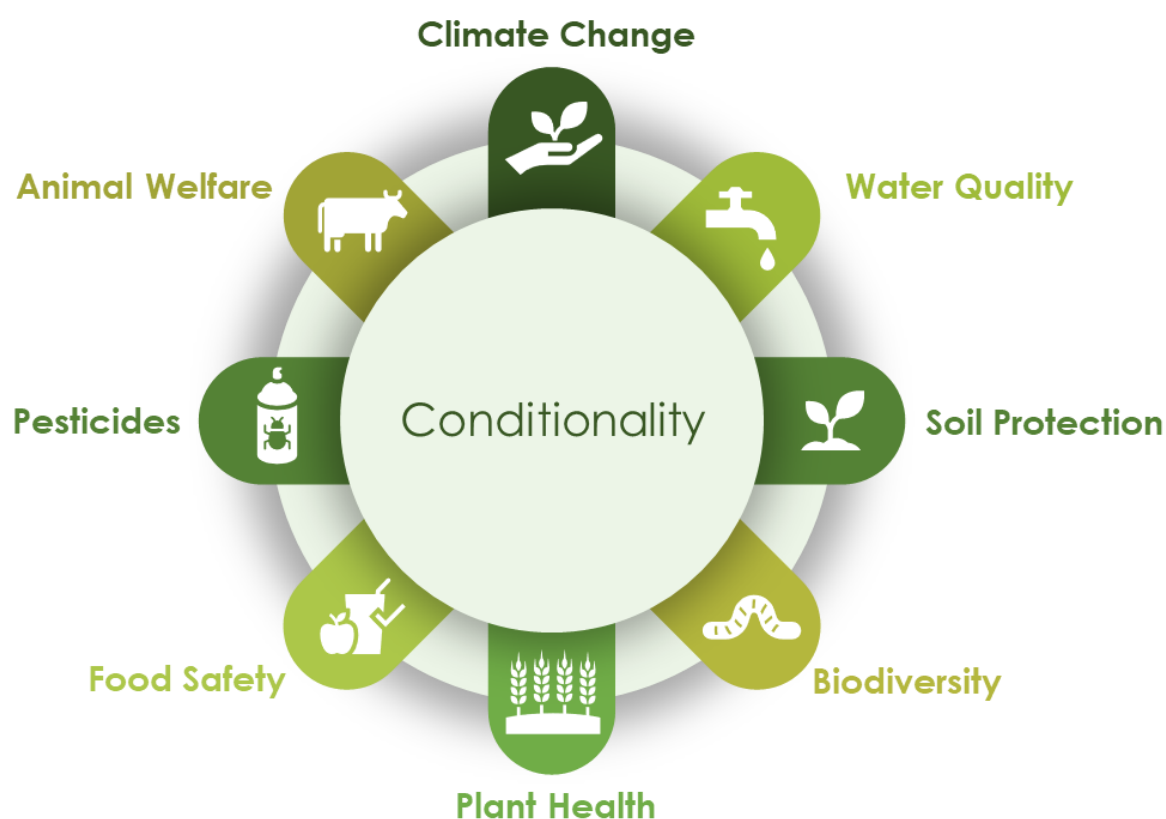 Climate Change
Animal Welfare
Water Quality
Pesticides
Conditionality
Soil Protection
Food Safety
Biodiversity
Plant Health